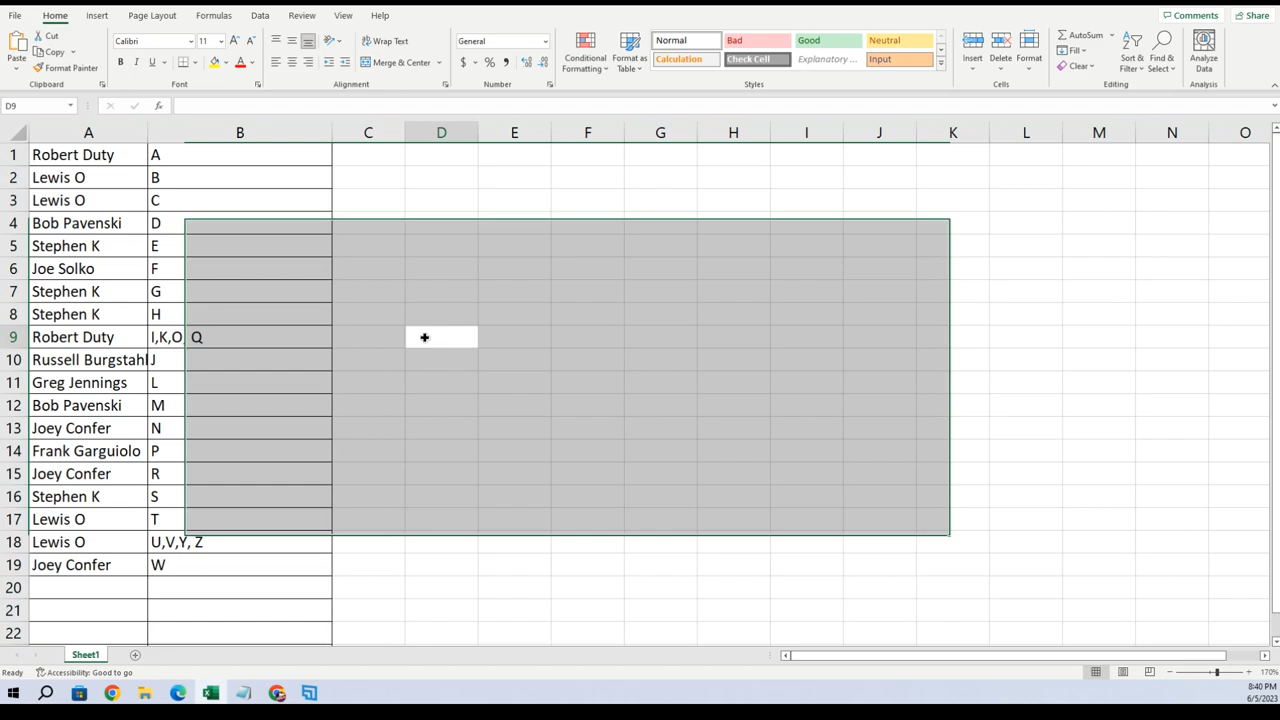 File Home Insert Page Layout Formulas Data Review View Help Comments Share
Paste Cut Copy Format Painter Clipboard
Calibri 11 A A B I U A Font
Wrap Text Merge & Center Alignment
General $ % Number
Conditional Formatting Format as Table
Normal Bad Good Neutral
Calculation Check Cell Explanatory ... Input
Styles
Insert Delete Format Cells
AutoSum Fill Clear Sort & Filter Find & Select Editing
Analyze Data Analysis
D9 fx
A B C D E F G H I J K L M N O
1 Robert Duty A
2 Lewis O B
3 Lewis O C
4 Bob Pavenski D
5 Stephen K E
6 Joe Solko F
7 Stephen K G
8 Stephen K H
9 Robert Duty I,K,O, Q
10 Russell Burgstahl J
11 Greg Jennings L
12 Bob Pavenski M
13 Joey Confer N
14 Frank Garguiolo P
15 Joey Confer R
16 Stephen K S
17 Lewis O T
18 Lewis O U,V,Y, Z
19 Joey Confer W
20
21
22
Sheet1
Ready Accessibility: Good to go 170%
8:40 PM
6/5/2023